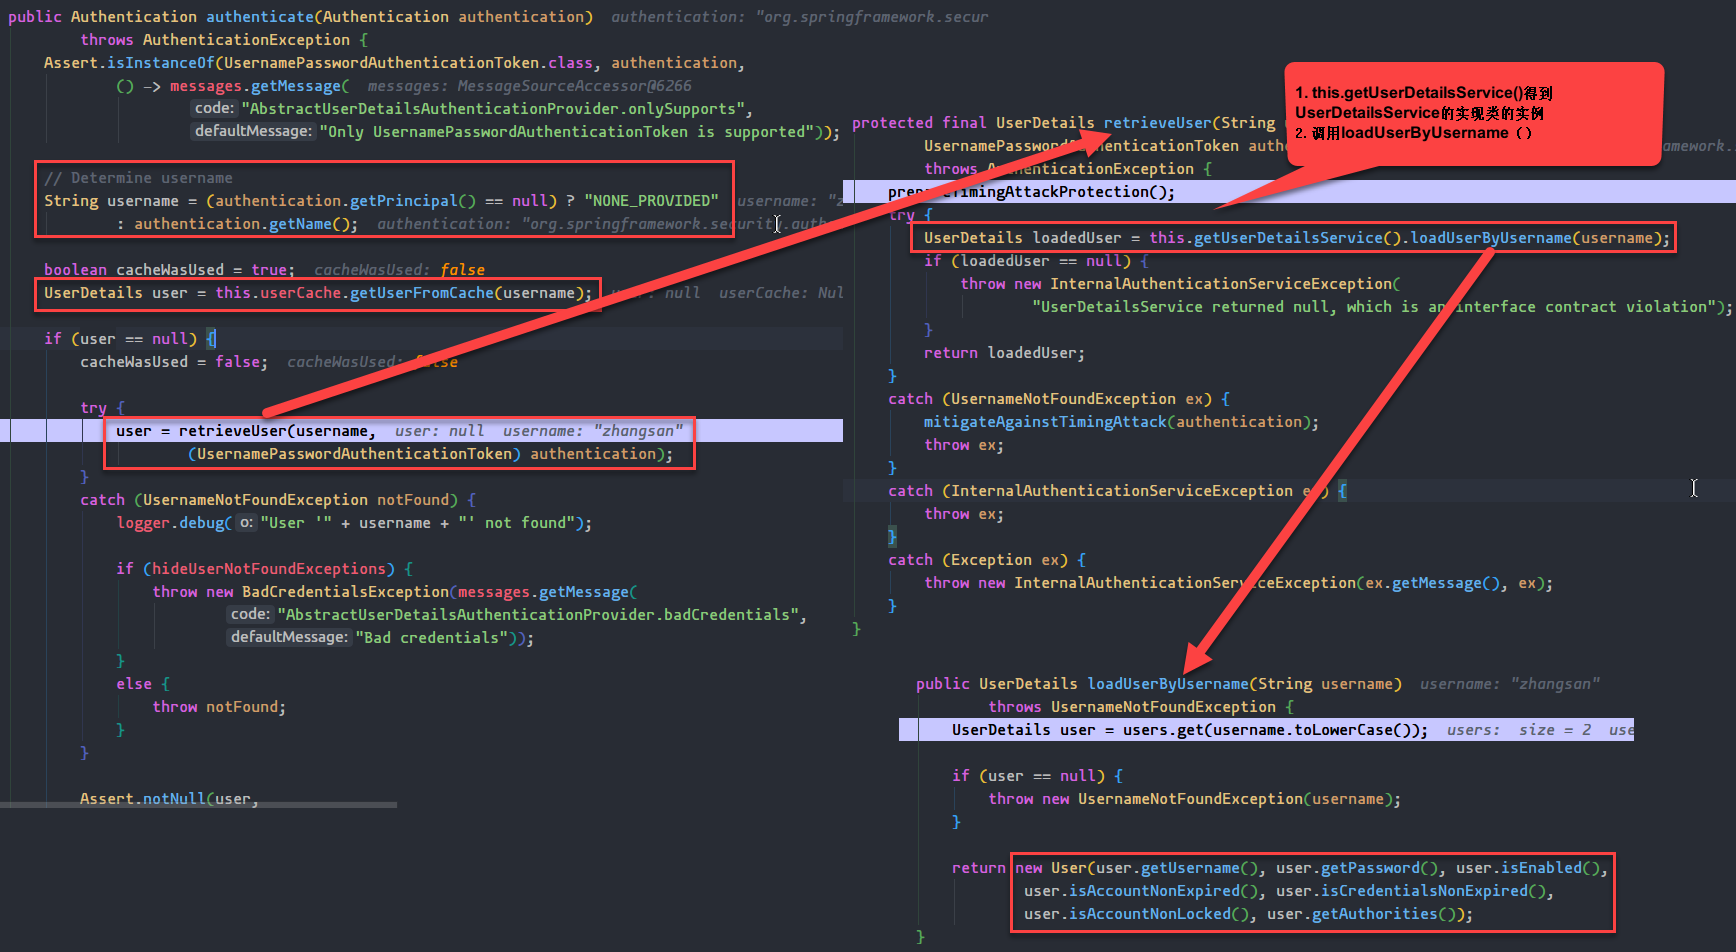 public Authentication authenticate(Authentication authentication)  authentication: "org.springframework.secur
throws AuthenticationException {
Assert.isInstanceOf(UsernamePasswordAuthenticationToken.class, authentication,
() -> messages.getMessage(  messages: MessageSourceAccessor@6266
code: "AbstractUserDetailsAuthenticationProvider.onlySupports",
defaultMessage: "Only UsernamePasswordAuthenticationToken is supported"));
// Determine username
String username = (authentication.getPrincipal() == null) ? "NONE_PROVIDED"  username: "z
: authentication.getName();  authentication: "org.springframework.security.auth
boolean cacheWasUsed = true;  cacheWasUsed: false
UserDetails user = this.userCache.getUserFromCache(username);  user: null  userCache: Nul
if (user == null) {
cacheWasUsed = false;  cacheWasUsed: false
try {
user = retrieveUser(username,  user: null  username: "zhangsan"
(UsernamePasswordAuthenticationToken) authentication);
}
catch (UsernameNotFoundException notFound) {
logger.debug( o: "User '" + username + "' not found");
if (hideUserNotFoundExceptions) {
throw new BadCredentialsException(messages.getMessage(
code: "AbstractUserDetailsAuthenticationProvider.badCredentials",
defaultMessage: "Bad credentials"));
}
else {
throw notFound;
}
}
Assert.notNull(user,
1. this.getUserDetailsService()得到
UserDetailsService的实现类的实例
2. 调用loadUserByUsername（）
protected final UserDetails retrieveUser(String
UsernamePasswordAuthenticationToken auth  amework.s
throws AuthenticationException {
prepareTimingAttackProtection();
try {
UserDetails loadedUser = this.getUserDetailsService().loadUserByUsername(username);
if (loadedUser == null) {
throw new InternalAuthenticationServiceException(
"UserDetailsService returned null, which is an interface contract violation");
}
return loadedUser;
}
catch (UsernameNotFoundException ex) {
mitigateAgainstTimingAttack(authentication);
throw ex;
}
catch (InternalAuthenticationServiceException ex) {
throw ex;
}
catch (Exception ex) {
throw new InternalAuthenticationServiceException(ex.getMessage(), ex);
}
}
public UserDetails loadUserByUsername(String username)  username: "zhangsan"
throws UsernameNotFoundException {
UserDetails user = users.get(username.toLowerCase());  users:  size = 2  use
if (user == null) {
throw new UsernameNotFoundException(username);
}
return new User(user.getUsername(), user.getPassword(), user.isEnabled(),
user.isAccountNonExpired(), user.isCredentialsNonExpired(),
user.isAccountNonLocked(), user.getAuthorities());
}